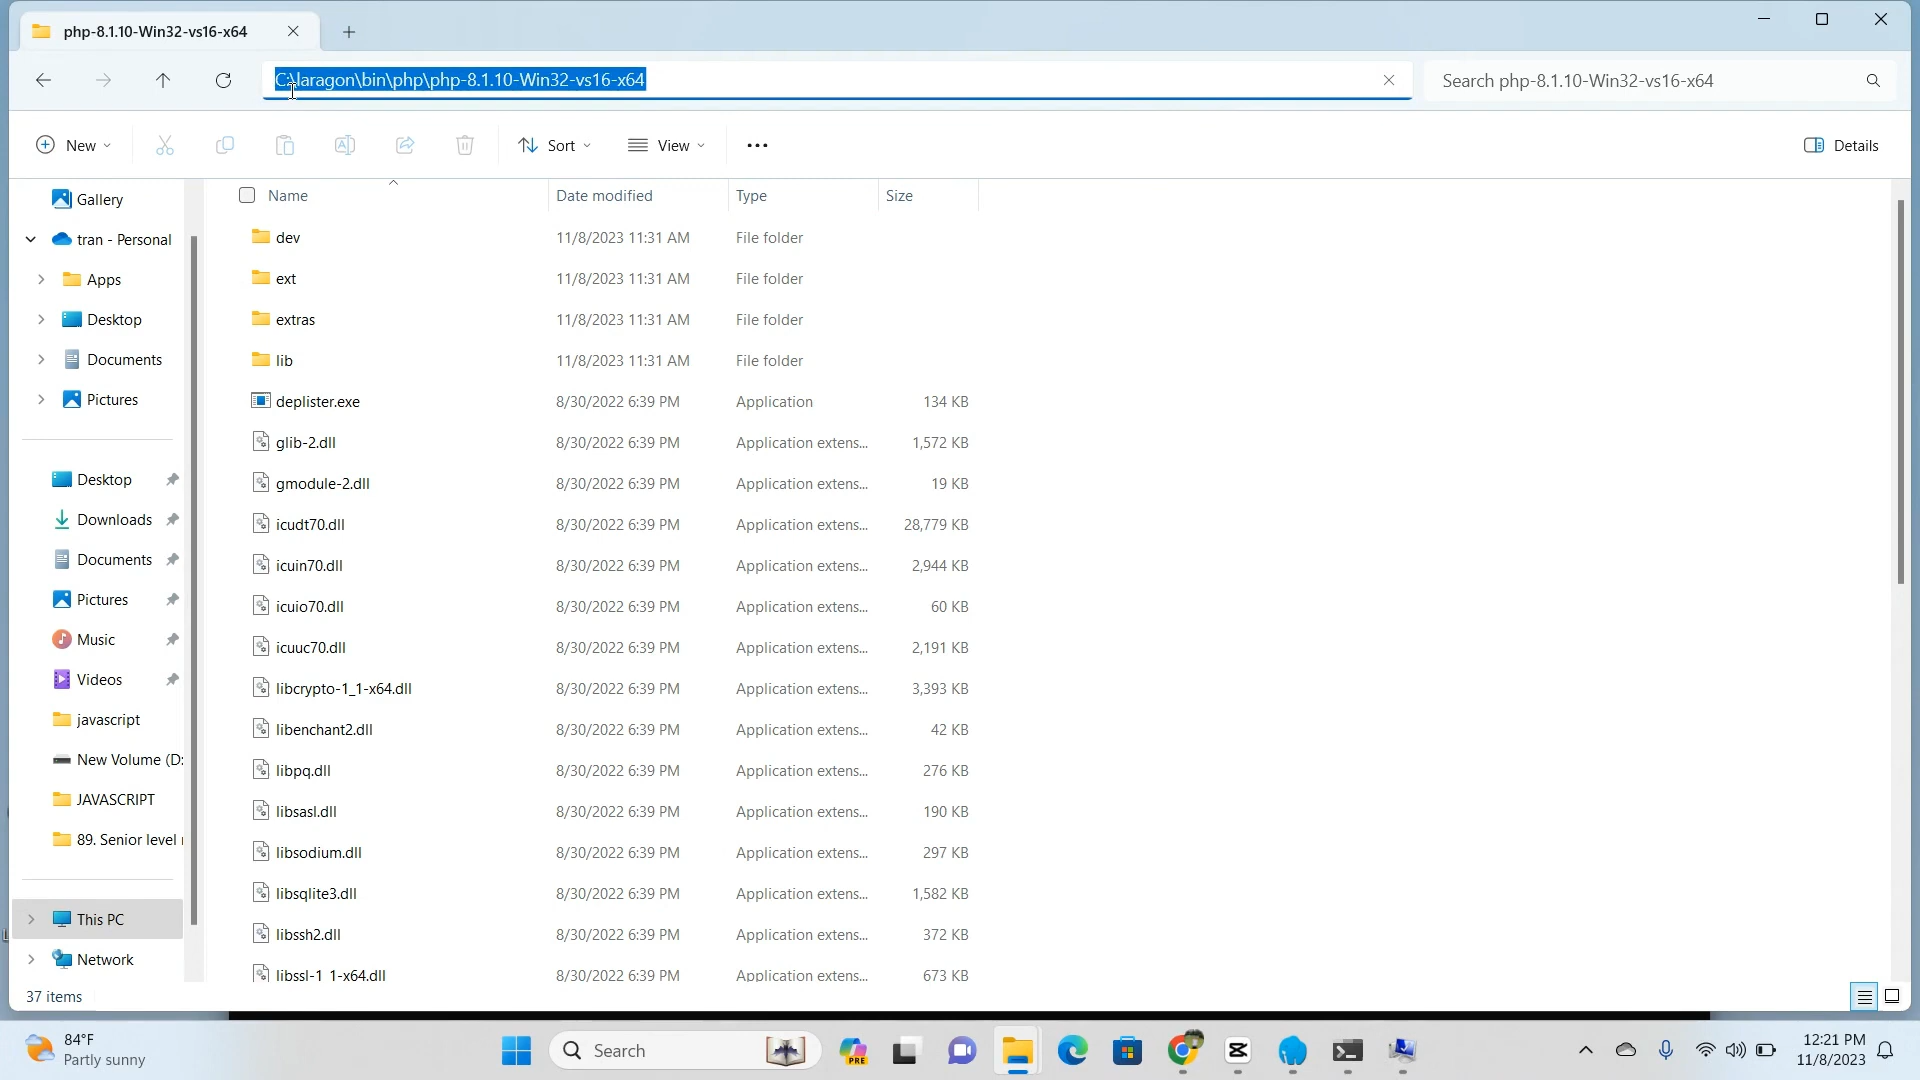 php-8.1.10-Win32-vs16-x64
C:\laragon\bin\php\php-8.1.10-Win32-vs16-x64
Search php-8.1.10-Win32-vs16-x64
New
Sort
View
Details
Gallery
tran - Personal
Apps
Desktop
Documents
Pictures
Desktop
Downloads
Documents
Pictures
Music
Videos
javascript
New Volume (D:
JAVASCRIPT
89. Senior level
This PC
Network
Name Date modified Type Size
dev 11/8/2023 11:31 AM File folder
ext 11/8/2023 11:31 AM File folder
extras 11/8/2023 11:31 AM File folder
lib 11/8/2023 11:31 AM File folder
deplister.exe 8/30/2022 6:39 PM Application 134 KB
glib-2.dll 8/30/2022 6:39 PM Application extens... 1,572 KB
gmodule-2.dll 8/30/2022 6:39 PM Application extens... 19 KB
icudt70.dll 8/30/2022 6:39 PM Application extens... 28,779 KB
icuin70.dll 8/30/2022 6:39 PM Application extens... 2,944 KB
icuio70.dll 8/30/2022 6:39 PM Application extens... 60 KB
icuuc70.dll 8/30/2022 6:39 PM Application extens... 2,191 KB
libcrypto-1_1-x64.dll 8/30/2022 6:39 PM Application extens... 3,393 KB
libenchant2.dll 8/30/2022 6:39 PM Application extens... 42 KB
libpq.dll 8/30/2022 6:39 PM Application extens... 276 KB
libsasl.dll 8/30/2022 6:39 PM Application extens... 190 KB
libsodium.dll 8/30/2022 6:39 PM Application extens... 297 KB
libsqlite3.dll 8/30/2022 6:39 PM Application extens... 1,582 KB
libssh2.dll 8/30/2022 6:39 PM Application extens... 372 KB
libssl-1 1-x64.dll 8/30/2022 6:39 PM Application extens... 673 KB
37 items
84°F
Partly sunny
Search
PRE
12:21 PM
11/8/2023